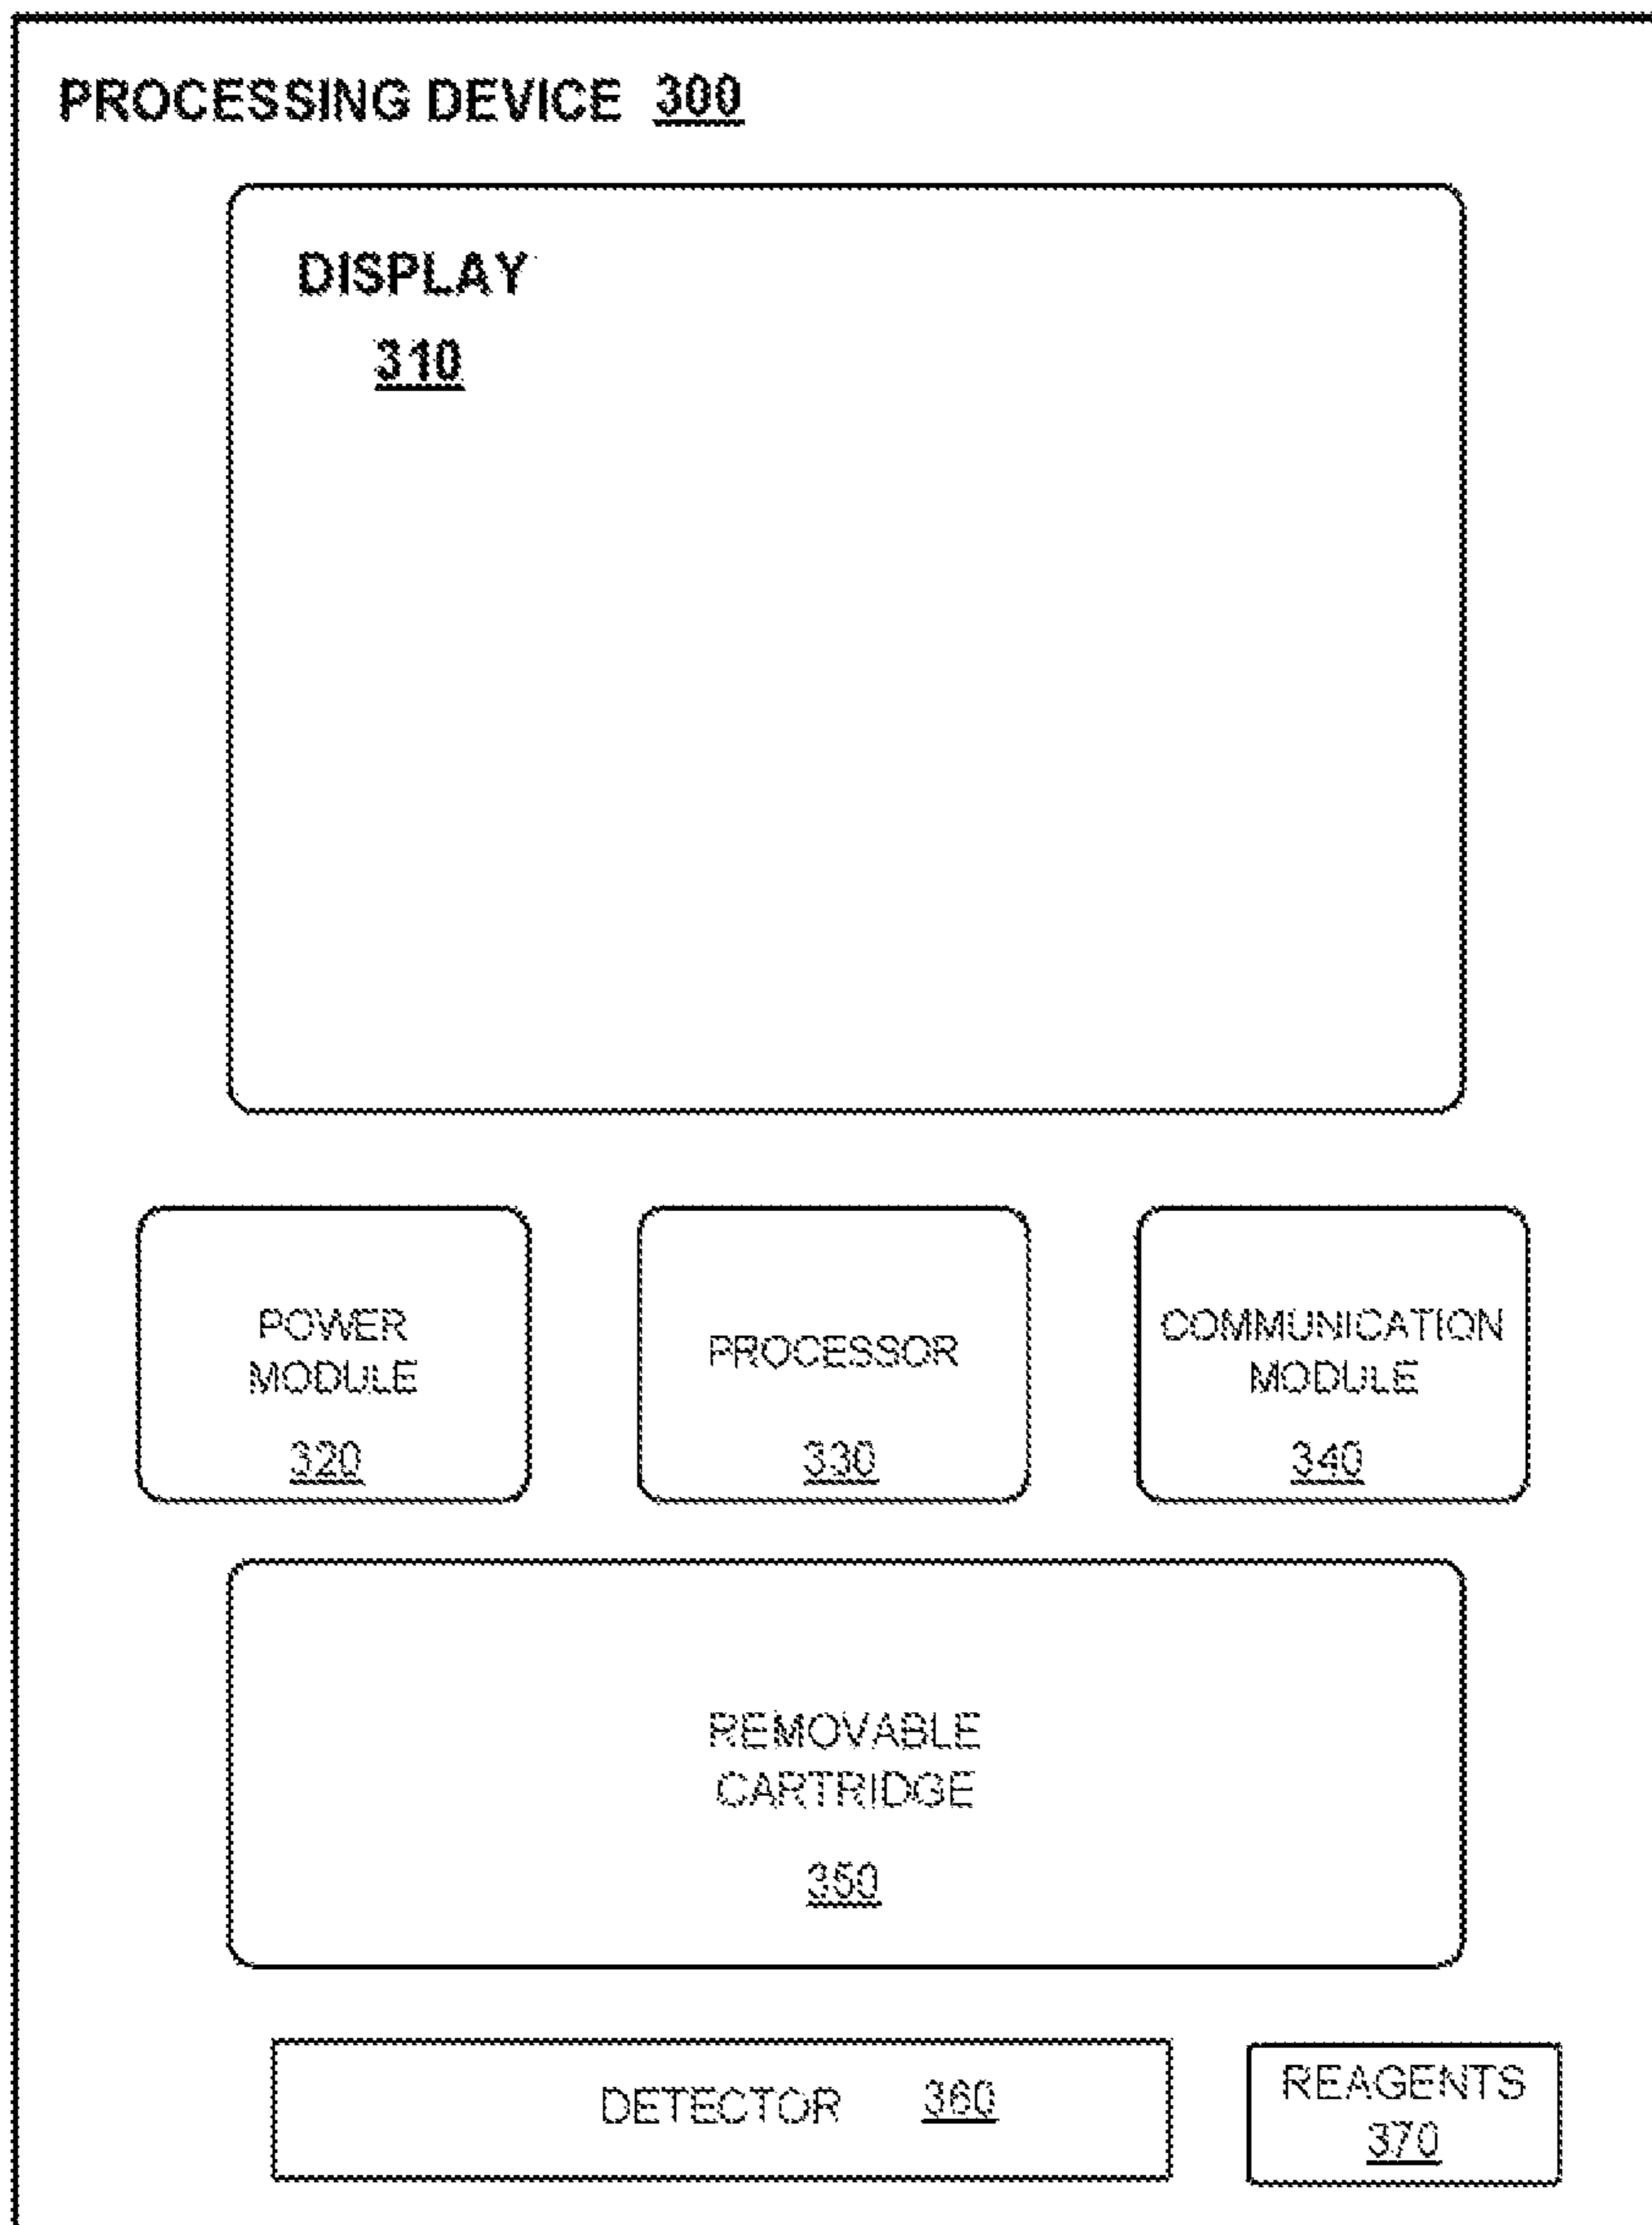 PROCESSING DEVICE 300
DISPLAY
310
POWER
MODULE
320
PROCESSOR
330
COMMUNICATION
MODULE
340
REMOVABLE
CARTRIDGE
350
DETECTOR 360
REAGENTS
370